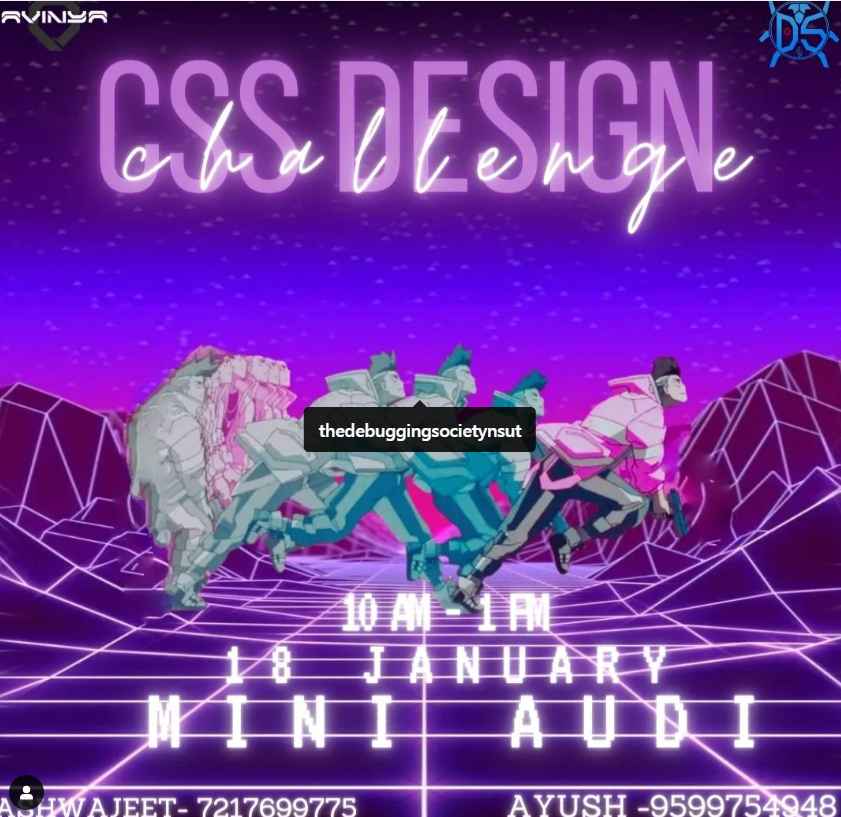 AVINYA
DS
CSS DESIGN
challenge
thedebuggingsocietynsut
10 AM - 1 PM
18 JANUARY
MINI AUDI
ASHWAJEET- 7217699775
AYUSH -9599754948